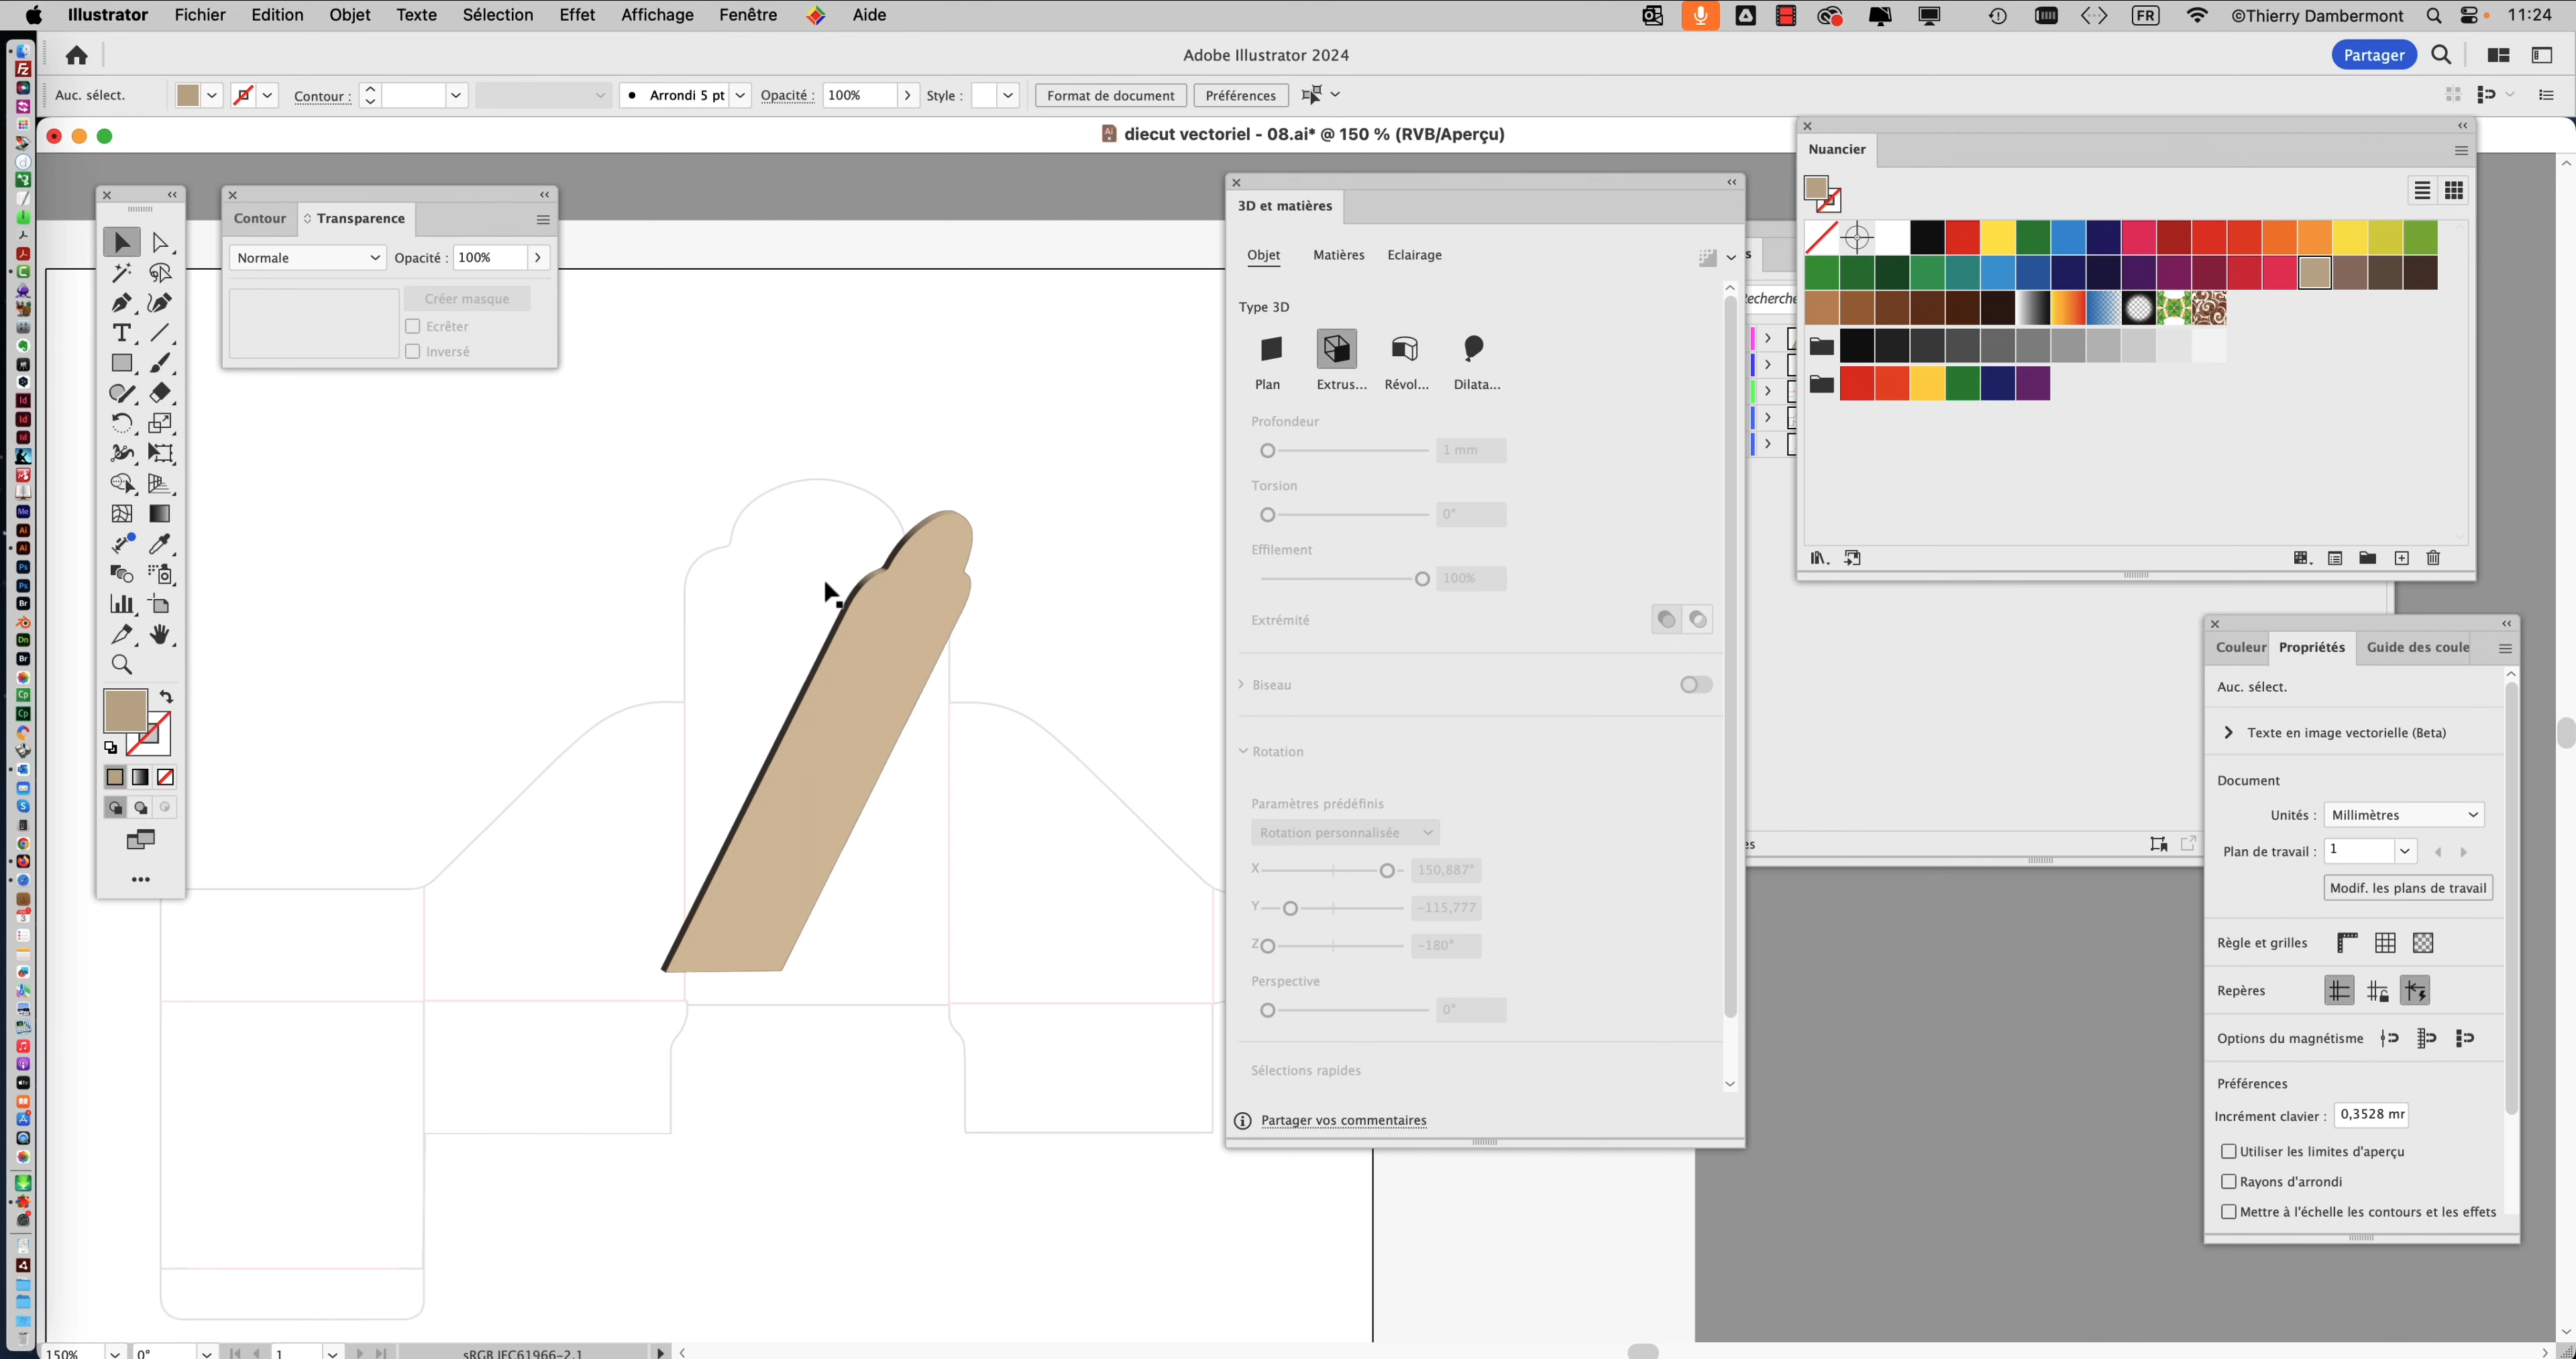 Illustrator Fichier Edition Objet Texte Sélection Effet Affichage Fenêtre Aide FR ©Thierry Dambermont 11:24
Adobe Illustrator 2024
Partager
Auc. sélect.
Contour :
Arrondi 5 pt
Opacité :
100%
Style :
Format de document
Préférences
diecut vectoriel - 08.ai* @ 150 % (RVB/Aperçu)
Contour
Transparence
Normale
Opacité :
100%
Créer masque
Ecrêter
Inversé
3D et matières
Objet
Matières
Eclairage
Type 3D
Plan
Extrus...
Révol...
Dilata...
Profondeur
1 mm
Torsion
0°
Effilement
100%
Extrémité
Biseau
Rotation
Paramètres prédéfinis
Rotation personnalisée
X
150,887°
Y
-115,777
Z
-180°
Perspective
0°
Sélections rapides
Partager vos commentaires
Nuancier
Couleur
Propriétés
Guide des coule
Auc. sélect.
Texte en image vectorielle (Beta)
Document
Unités :
Millimètres
Plan de travail :
1
Modif. les plans de travail
Règle et grilles
Repères
Options du magnétisme
Préférences
Incrément clavier :
0,3528 mr
Utiliser les limites d'aperçu
Rayons d'arrondi
Mettre à l'échelle les contours et les effets
150%
0°
1
sRGB IEC61966-2.1